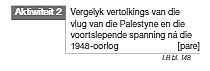 Aktiwiteit 2
Vergelyk vertolkings van die
vlug van die Palestyne en die
voortslepende spanning ná die
1948-oorlog [pare]
LB bl. 148